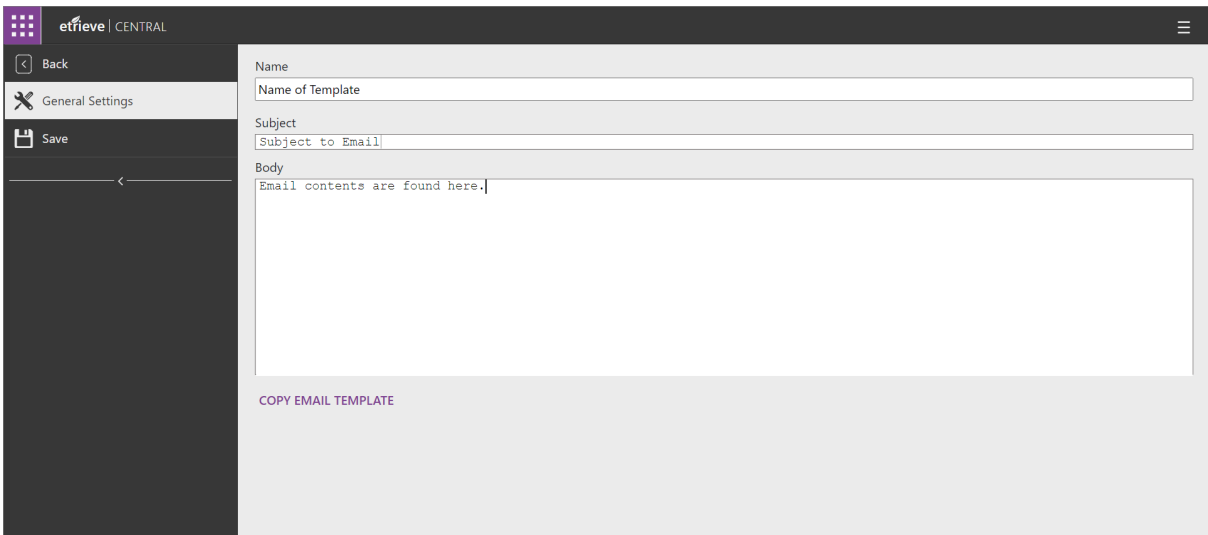 etrieve | CENTRAL
Back
General Settings
Save
Name
Name of Template
Subject
Subject to Email
Body
Email contents are found here.
COPY EMAIL TEMPLATE